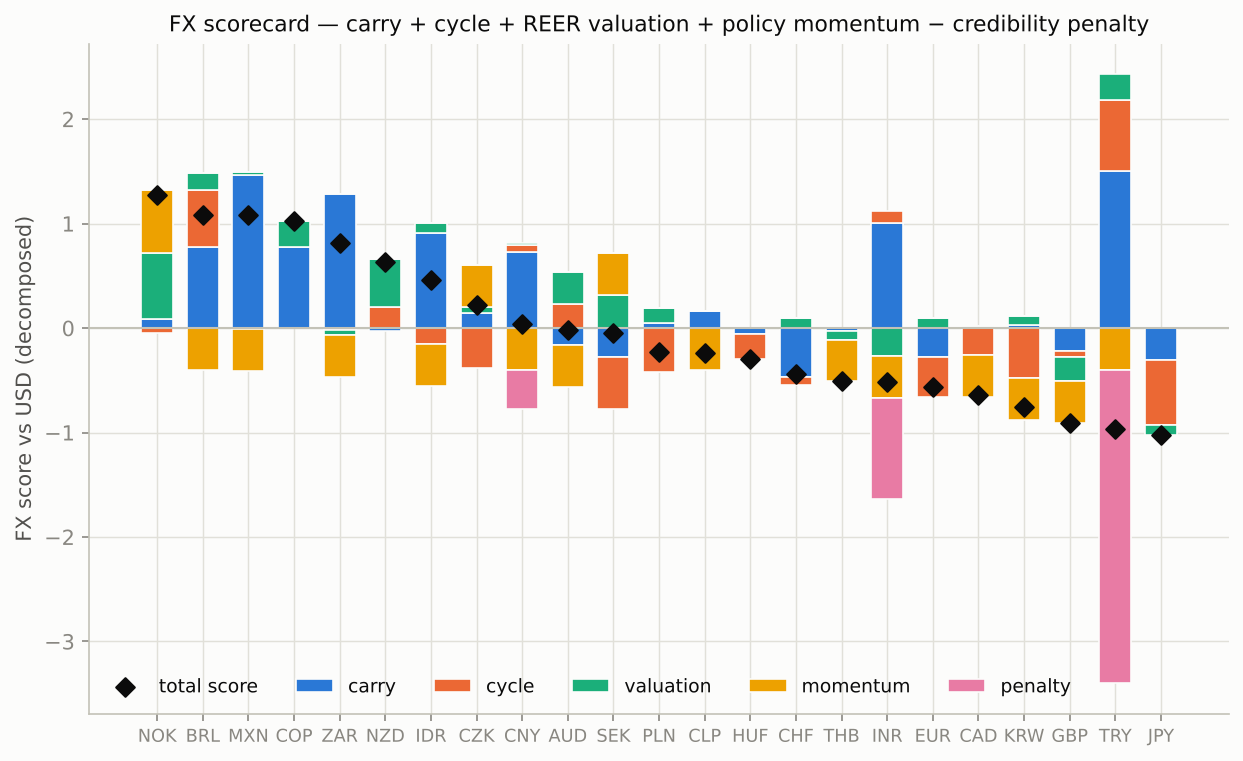 FX scorecard — carry + cycle + REER valuation + policy momentum − credibility penalty
FX score vs USD (decomposed)
2
1
0
−1
−2
−3
total score carry cycle valuation momentum penalty
NOK BRL MXN COP ZAR NZD IDR CZK CNY AUD SEK PLN CLP HUF CHF THB INR EUR CAD KRW GBP TRY JPY